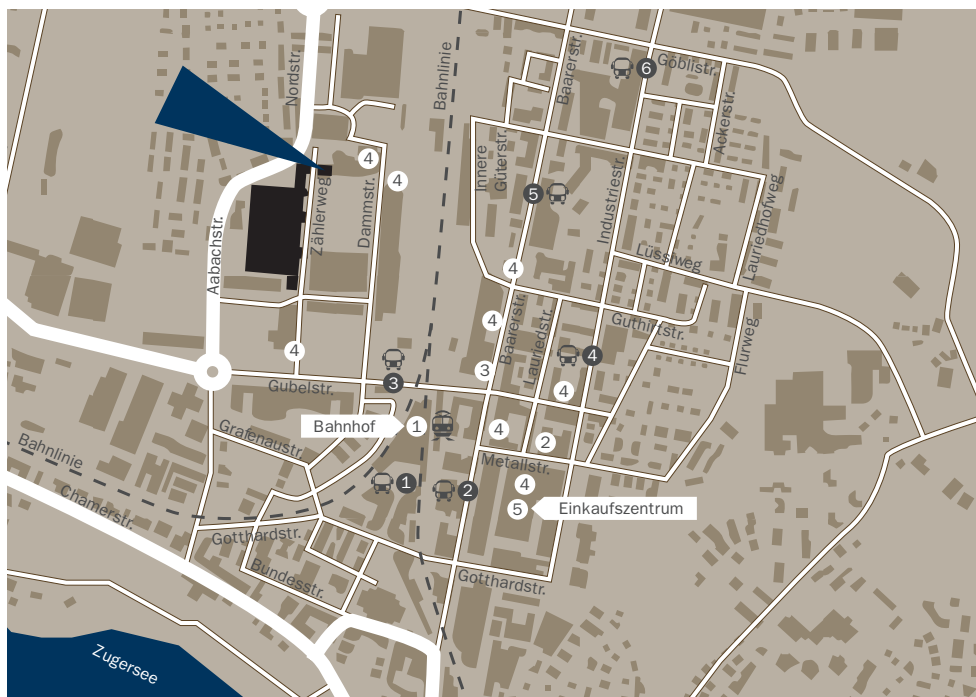 Nordstr.
Bahnlinie
Baarerstr.
6
Göblistr.
Ackerstr.
4
4
Innere
Güterstr.
5
Zählerweg
Dammstr.
Industriestr.
Lauriedhofweg
Aabachstr.
Lüssiweg
4
4
Baarerstr.
Lauriedstr.
Guthirtstr.
Flurweg
4
3
3
4
4
Gubelstr.
Bahnhof
1
4
2
Grafenaustr.
Metallstr.
Bahnlinie
1
2
4
5
Einkaufszentrum
Chamerstr.
Gotthardstr.
Bundesstr.
Gotthardstr.
Zugersee